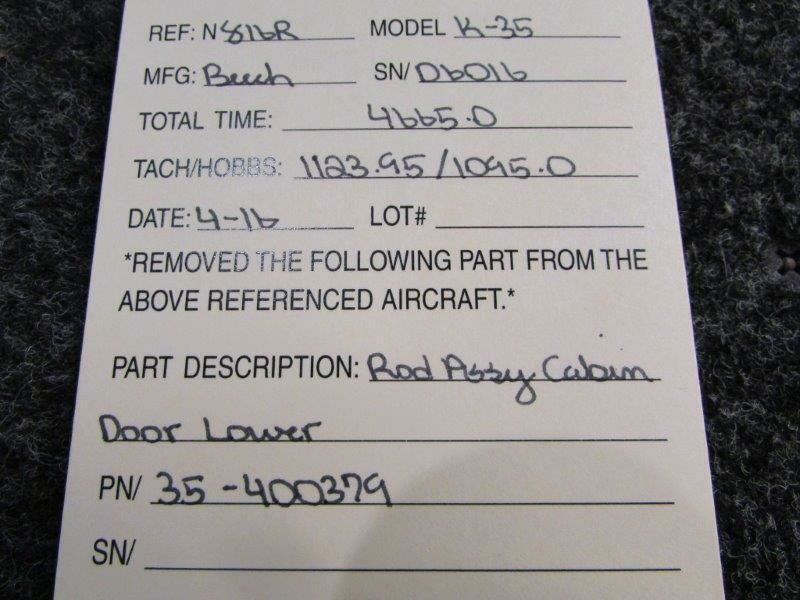 REF: N816R MODEL K-35
MFG: Beech SN/ D6016
TOTAL TIME: 4665.0
TACH/HOBBS: 1123.95/1095.0
DATE: 4-16 LOT#
*REMOVED THE FOLLOWING PART FROM THE
ABOVE REFERENCED AIRCRAFT.*
PART DESCRIPTION: Rod Assy Cabin
Door Lower
PN/ 35-400379
SN/